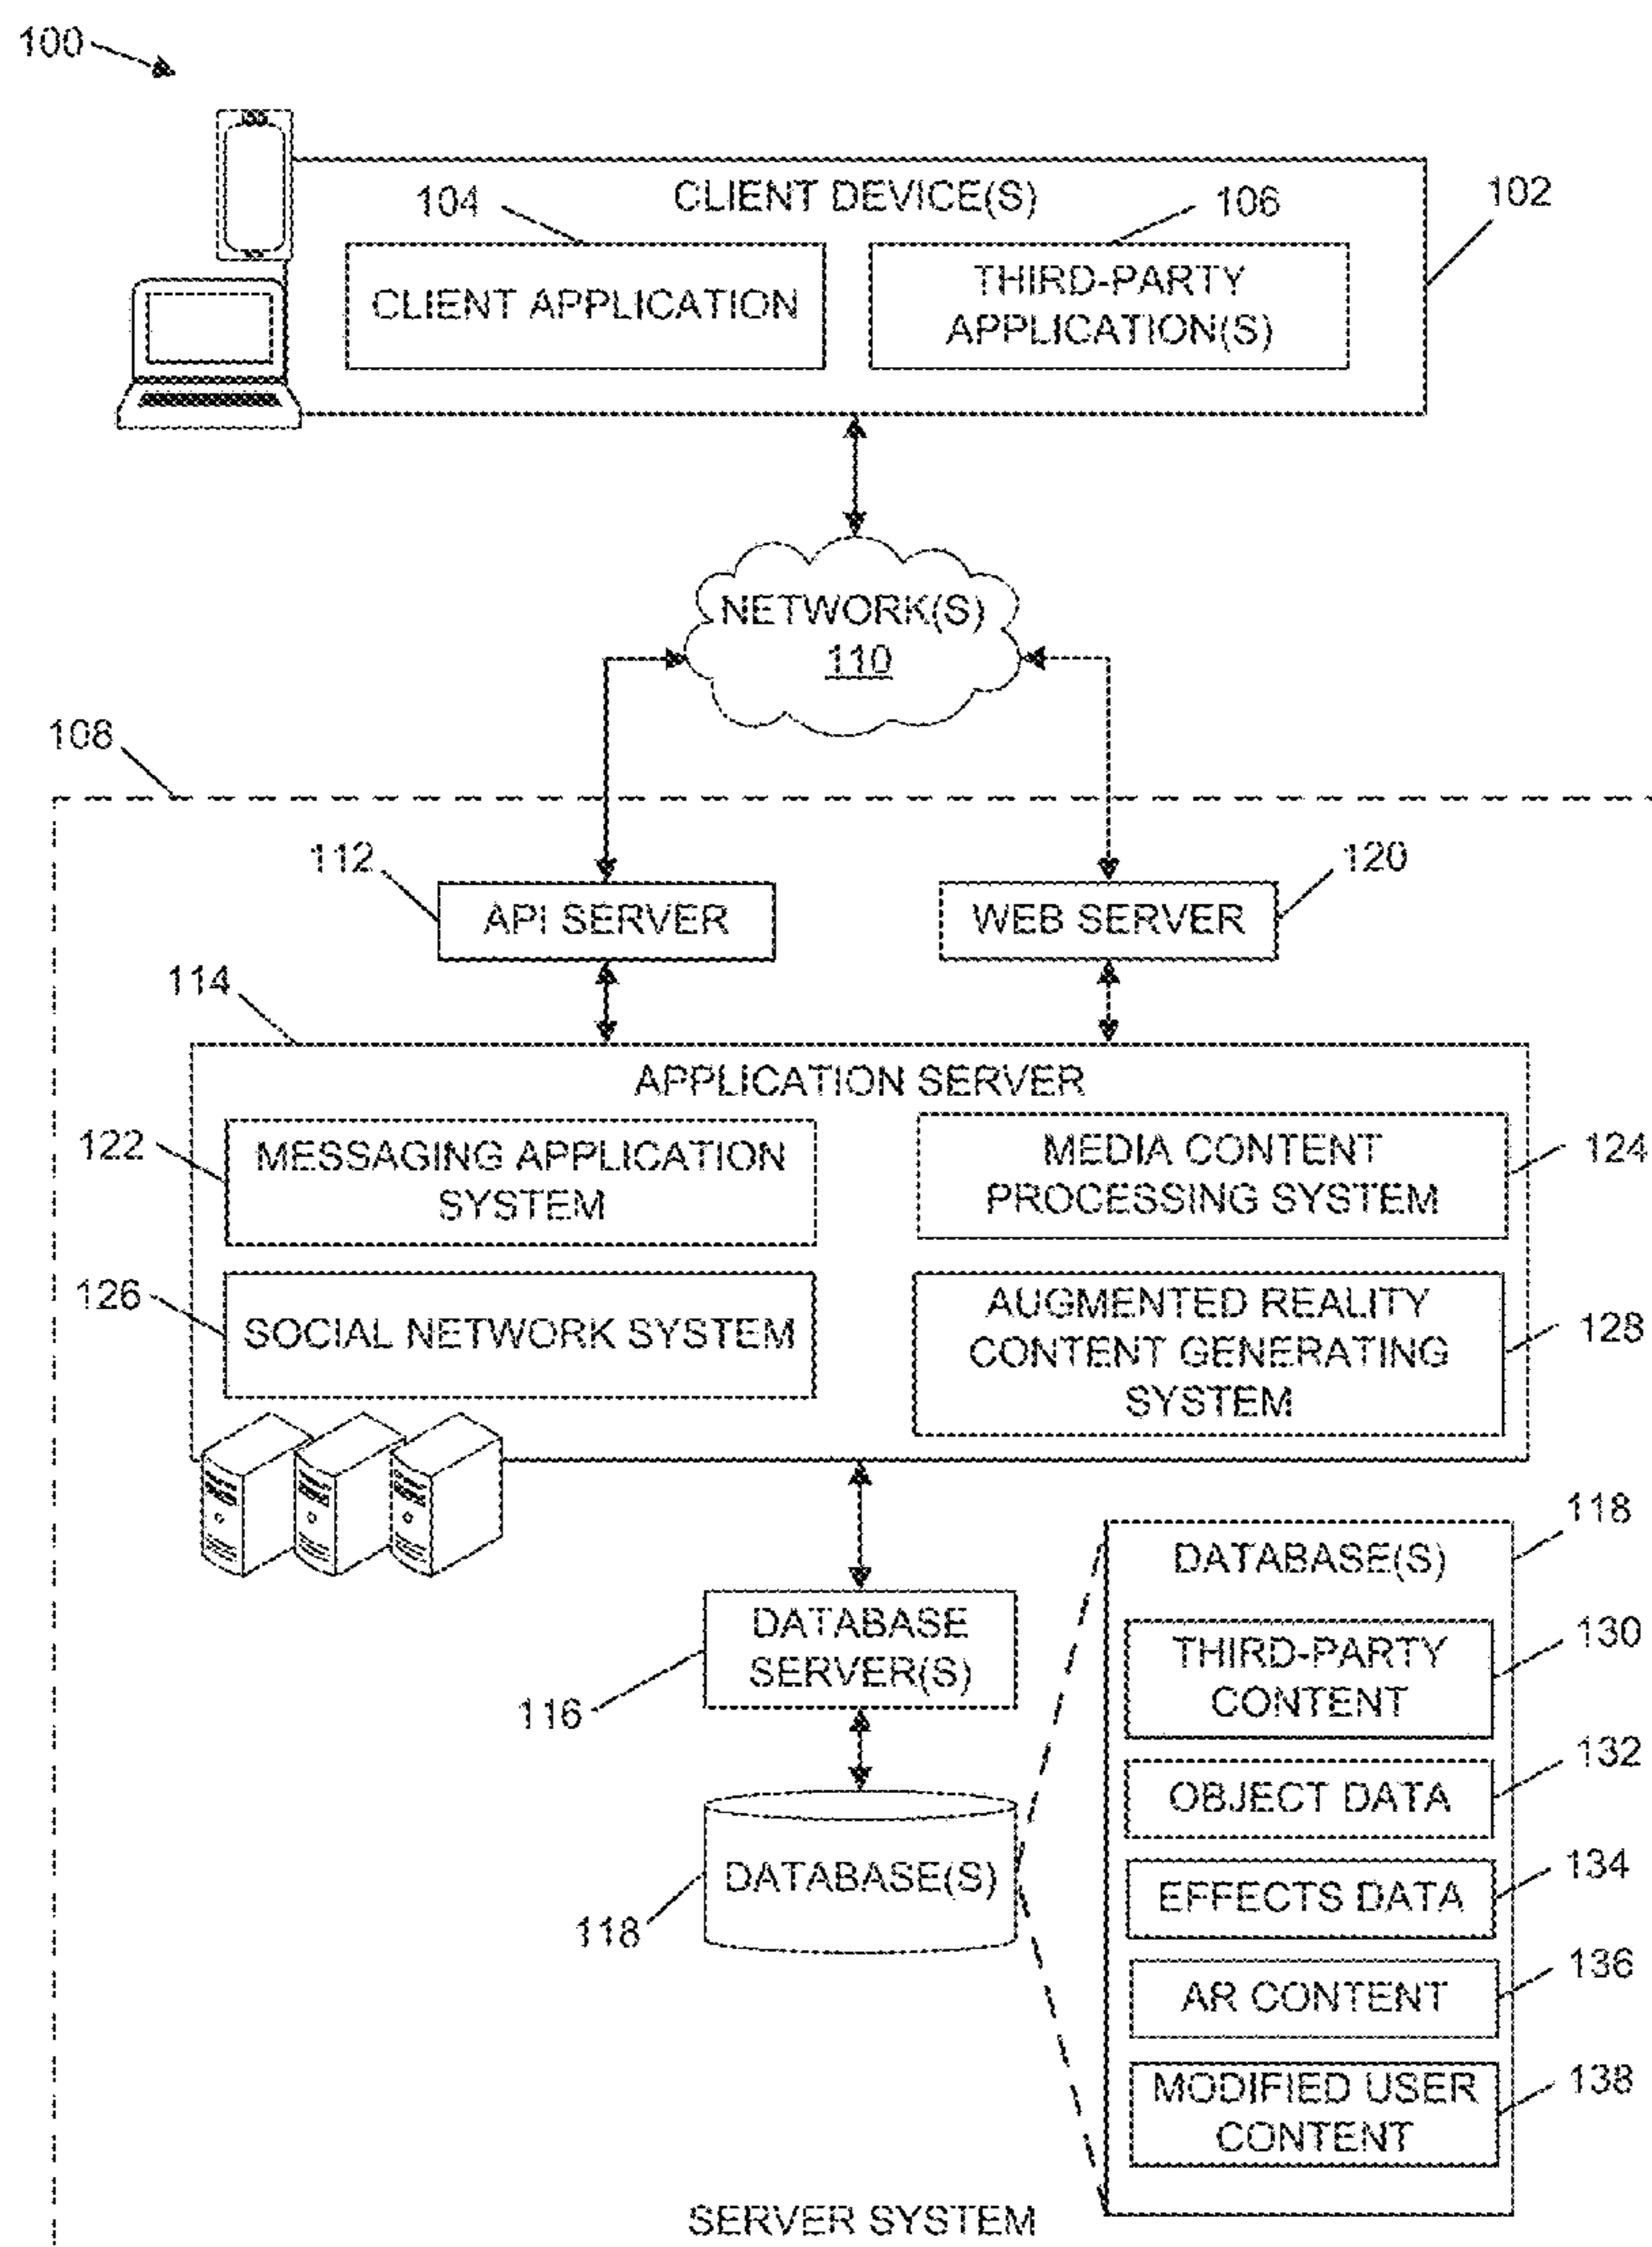 100
CLIENT DEVICE(S)
102
104
106
CLIENT APPLICATION
THIRD-PARTY
APPLICATION(S)
NETWORK(S)
110
108
112
API SERVER
120
WEB SERVER
114
APPLICATION SERVER
122
MESSAGING APPLICATION
SYSTEM
MEDIA CONTENT
PROCESSING SYSTEM
124
126
SOCIAL NETWORK SYSTEM
AUGMENTED REALITY
CONTENT GENERATING
SYSTEM
128
DATABASE
SERVER(S)
116
DATABASE(S)
118
DATABASE(S)
118
THIRD-PARTY
CONTENT
130
OBJECT DATA
132
EFFECTS DATA
134
AR CONTENT
136
MODIFIED USER
CONTENT
138
SERVER SYSTEM